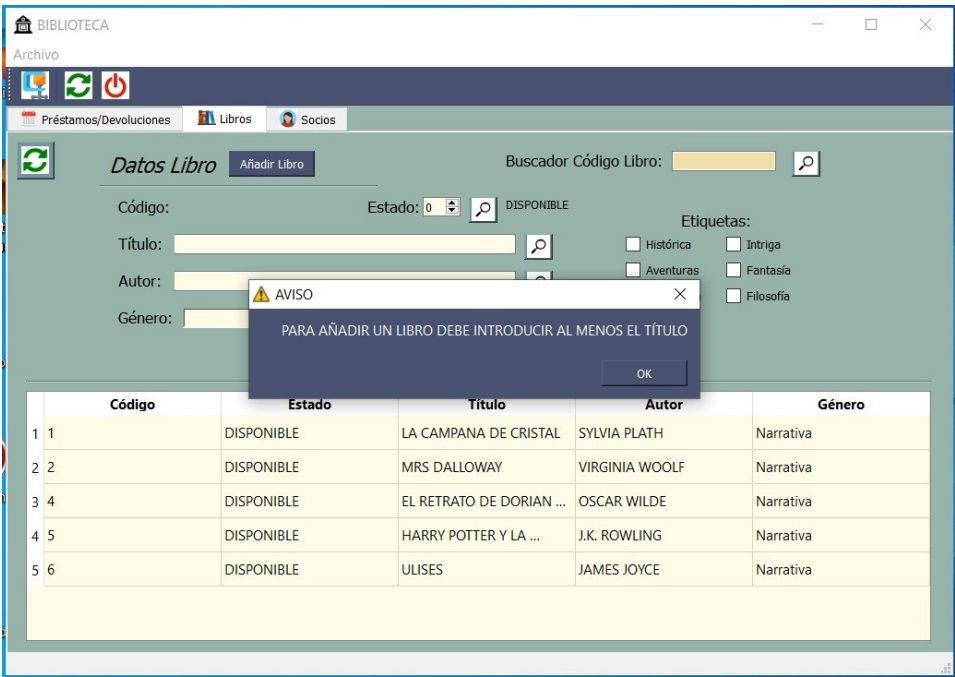 BIBLIOTECA
Archivo
Préstamos/Devoluciones Libros Socios
Datos Libro Añadir Libro Buscador Código Libro:
Código: Estado: 0 DISPONIBLE
Etiquetas:
Título: Histórica Intriga
Autor: Aventuras Fantasía
Género: Filosofía
AVISO
PARA AÑADIR UN LIBRO DEBE INTRODUCIR AL MENOS EL TÍTULO
OK
Código Estado Título Autor Género
1 1 DISPONIBLE LA CAMPANA DE CRISTAL SYLVIA PLATH Narrativa
2 2 DISPONIBLE MRS DALLOWAY VIRGINIA WOOLF Narrativa
3 4 DISPONIBLE EL RETRATO DE DORIAN ... OSCAR WILDE Narrativa
4 5 DISPONIBLE HARRY POTTER Y LA ... J.K. ROWLING Narrativa
5 6 DISPONIBLE ULISES JAMES JOYCE Narrativa